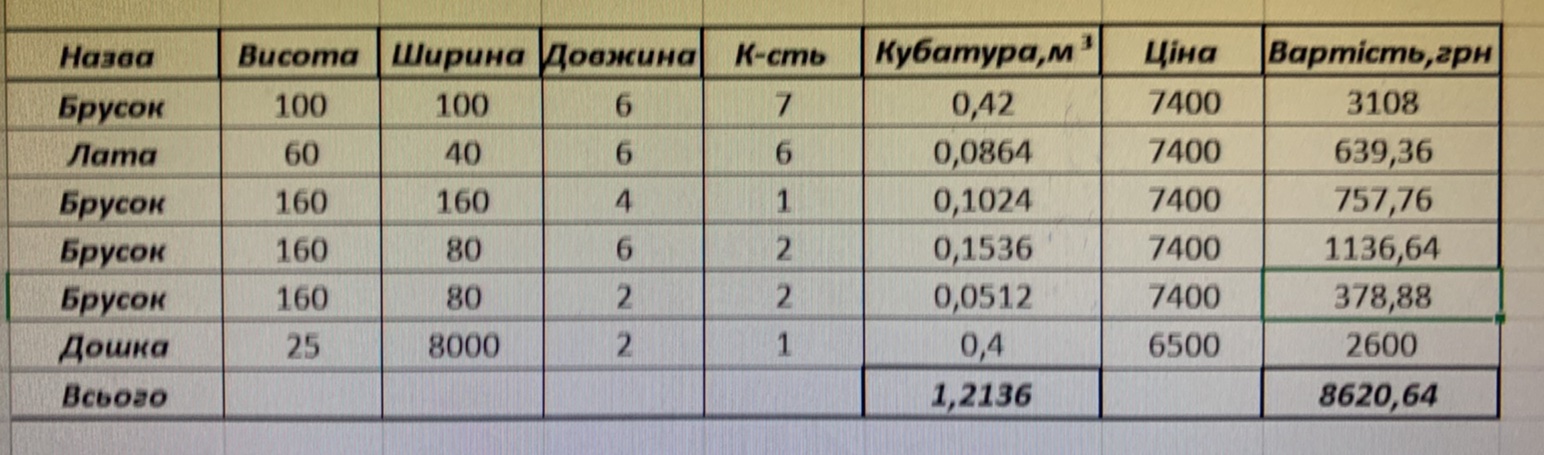 Назва Висота Ширина Довжина К-сть Кубатура,м³ Ціна Вартість,грн
Брусок 100 100 6 7 0,42 7400 3108
Лата 60 40 6 6 0,0864 7400 639,36
Брусок 160 160 4 1 0,1024 7400 757,76
Брусок 160 80 6 2 0,1536 7400 1136,64
Брусок 160 80 2 2 0,0512 7400 378,88
Дошка 25 8000 2 1 0,4 6500 2600
Всього 1,2136 8620,64